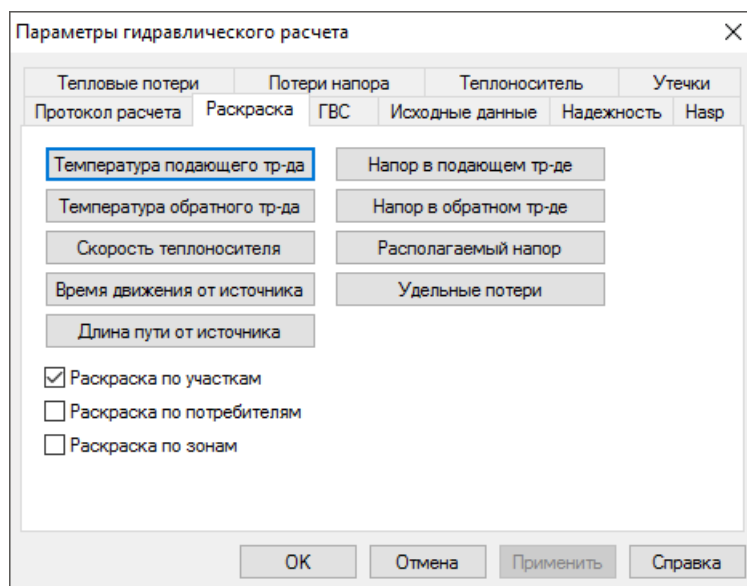 Параметры гидравлического расчета
Тепловые потери Потери напора Теплоноситель Утечки
Протокол расчета Раскраска ГВС Исходные данные Надежность Hasp
Температура подающего тр-да Напор в подающем тр-де
Температура обратного тр-да Напор в обратном тр-де
Скорость теплоносителя Располагаемый напор
Время движения от источника Удельные потери
Длина пути от источника
Раскраска по участкам
Раскраска по потребителям
Раскраска по зонам
OK Отмена Применить Справка